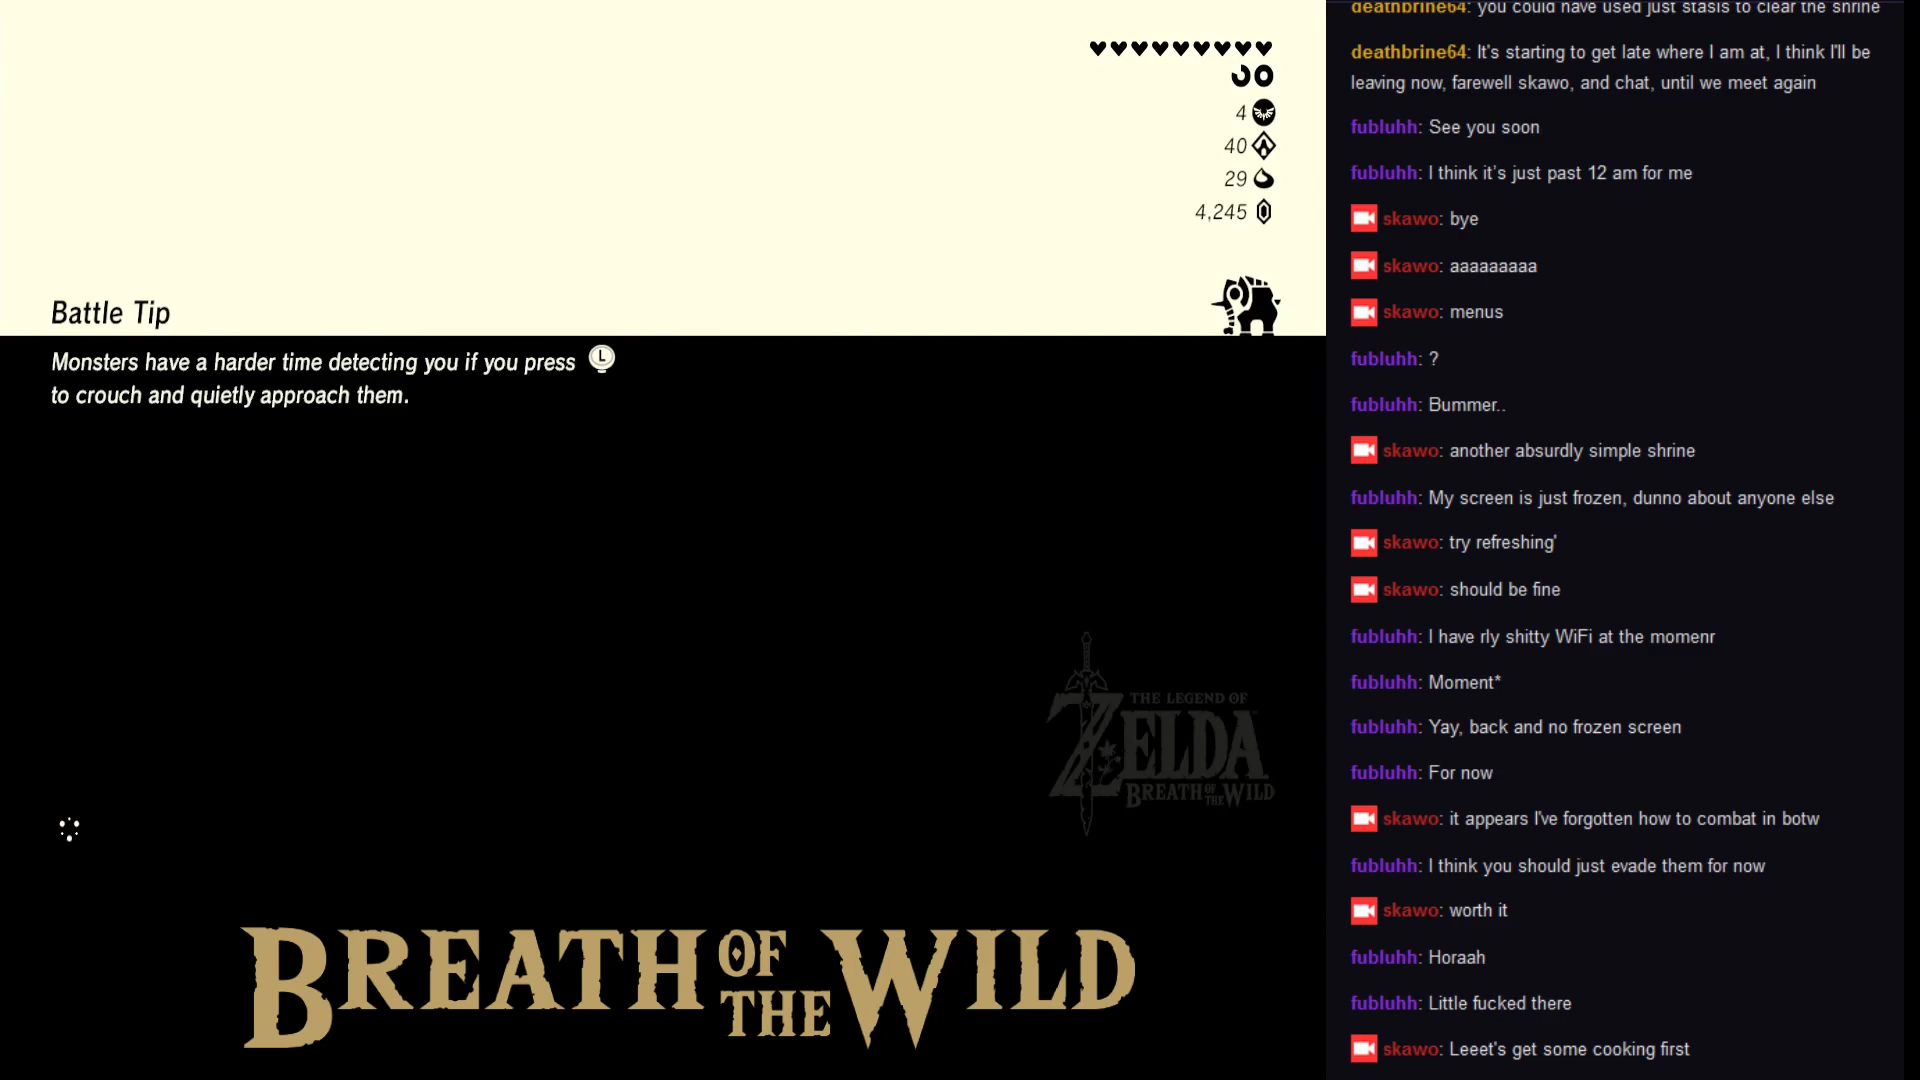 4
40
29
4,245
Battle Tip
Monsters have a harder time detecting you if you press L
to crouch and quietly approach them.
THE LEGEND OF
ZELDA
BREATH OF THE WILD
BREATH OF THE WILD
deathbrine64: you could have used just stasis to clear the shrine
deathbrine64: It's starting to get late where I am at, I think I'll be
leaving now, farewell skawo, and chat, until we meet again
fubluhh: See you soon
fubluhh: I think it's just past 12 am for me
skawo: bye
skawo: aaaaaaaaa
skawo: menus
fubluhh: ?
fubluhh: Bummer..
skawo: another absurdly simple shrine
fubluhh: My screen is just frozen, dunno about anyone else
skawo: try refreshing'
skawo: should be fine
fubluhh: I have rly shitty WiFi at the momenr
fubluhh: Moment*
fubluhh: Yay, back and no frozen screen
fubluhh: For now
skawo: it appears I've forgotten how to combat in botw
fubluhh: I think you should just evade them for now
skawo: worth it
fubluhh: Horaah
fubluhh: Little fucked there
skawo: Leeet's get some cooking first